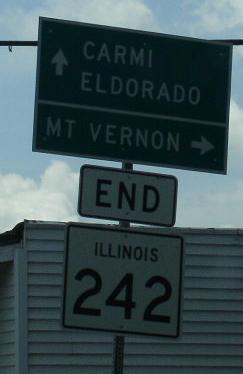 CARMI
ELDORADO
MT VERNON
END
ILLINOIS
242